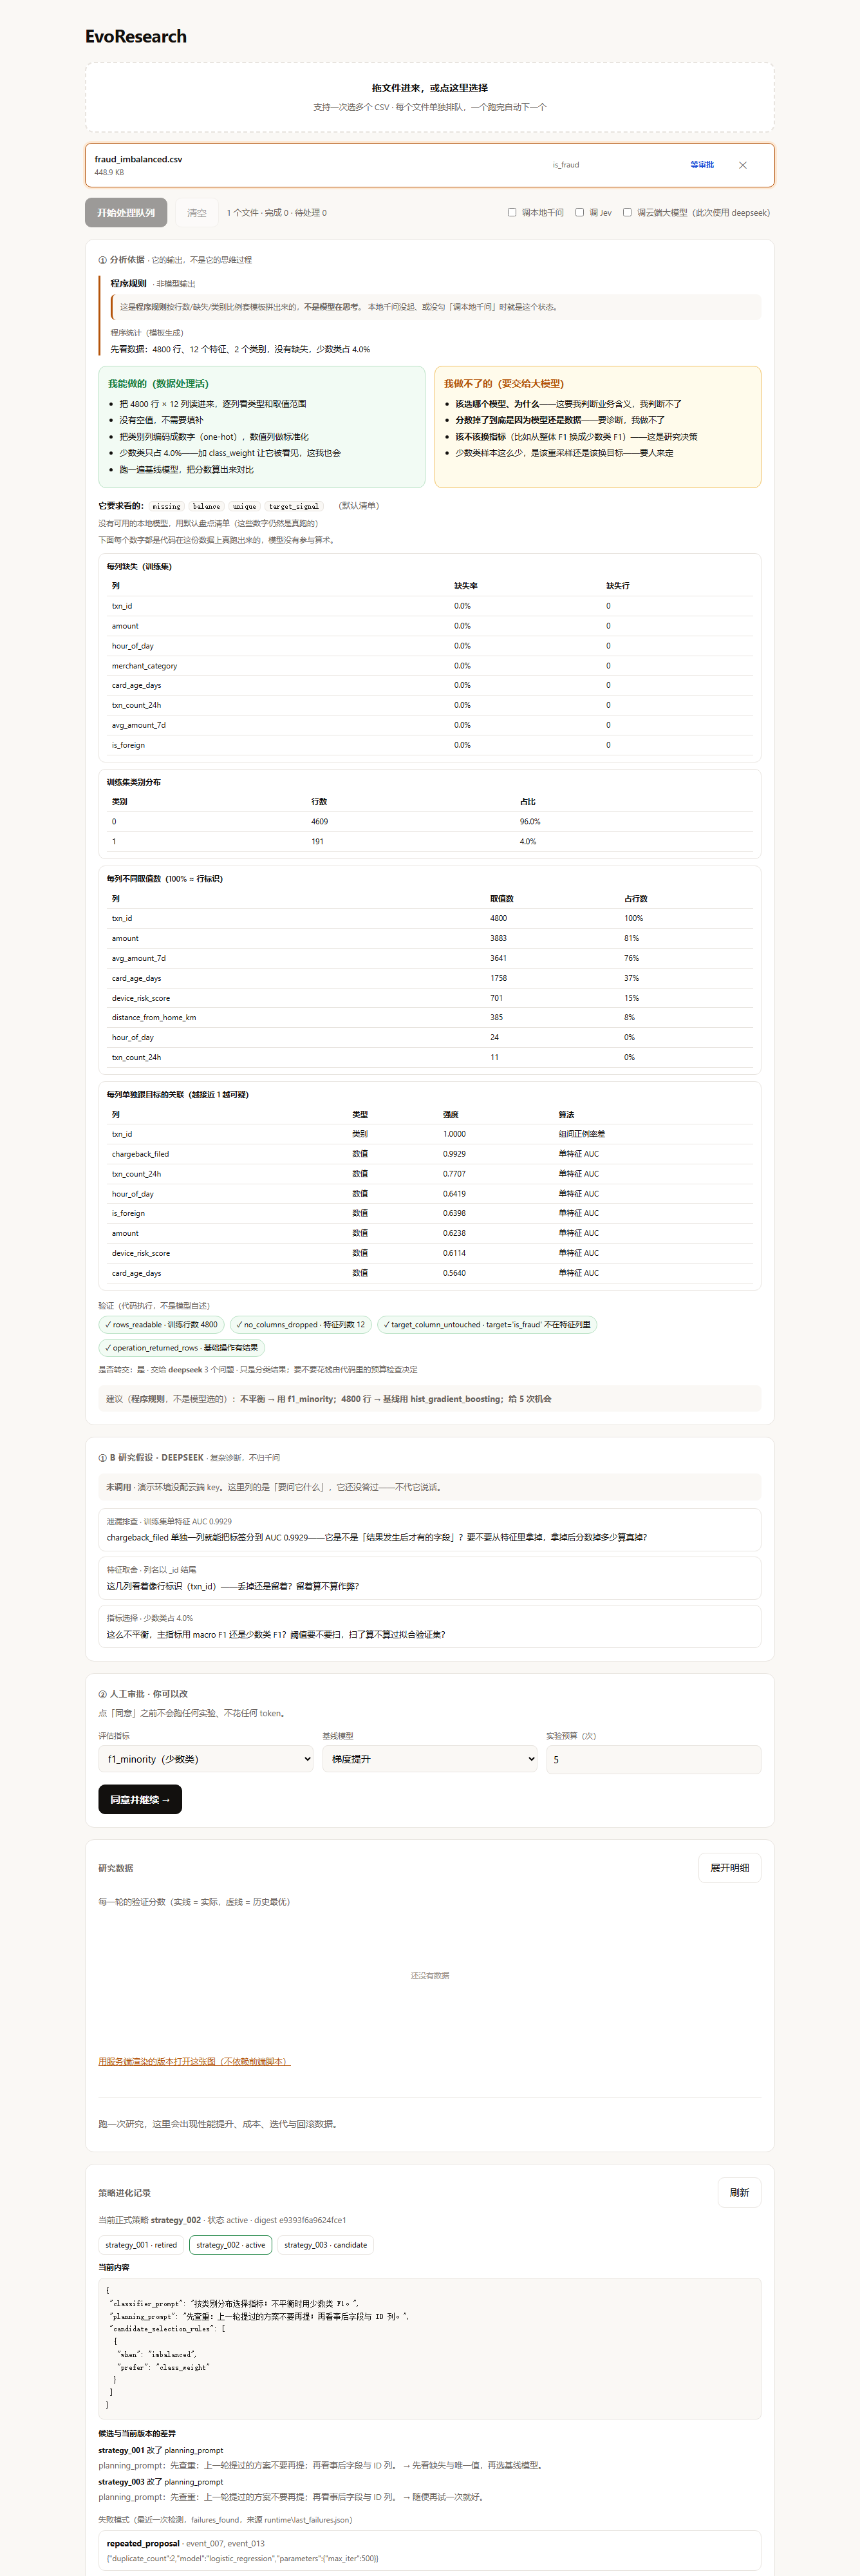 EvoResearch
拖文件进来，或点这里选择
支持一次选多个 CSV · 每个文件单独排队，一个跑完自动下一个
fraud_imbalanced.csv
448.9 KB
is_fraud
等审批
×
开始处理队列
清空
1 个文件 · 完成 0 · 待处理 0
调本地千问
调 Jev
调云端大模型（此次使用 deepseek）
① 分析依据 · 它的输出，不是它的思维过程
程序规则 · 非模型输出
这是程序规则按行数/缺失/类别比例套模板拼出来的，不是模型在思考。 本地千问没起、或没勾「调本地千问」时就是这个状态。
程序统计（模板生成）
先看数据：4800 行、12 个特征、2 个类别，没有缺失，少数类占 4.0%
我能做的（数据处理活）
把 4800 行 × 12 列读进来，逐列看类型和取值范围
没有空值，不需要填补
把类别列编码成数字（one-hot），数值列做标准化
少数类只占 4.0%——加 class_weight 让它被看见，这我也会
跑一遍基线模型，把分数算出来对比
我做不了的（要交给大模型）
该选哪个模型、为什么——这要我判断业务含义，我判断不了
分数掉了到底是因为模型还是数据——要诊断，我做不了
该不该换指标（比如从整体 F1 换成少数类 F1）——这是研究决策
少数类样本这么少，是该重采样还是该换目标——要人来定
它要求看的： missing balance unique target_signal （默认清单）
没有可用的本地模型，用默认盘点清单（这些数字仍然是真跑的）
下面每个数字都是代码在这份数据上真跑出来的，模型没有参与算术。
每列缺失（训练集）
列 缺失率 缺失行
txn_id 0.0% 0
amount 0.0% 0
hour_of_day 0.0% 0
merchant_category 0.0% 0
card_age_days 0.0% 0
txn_count_24h 0.0% 0
avg_amount_7d 0.0% 0
is_foreign 0.0% 0
训练集类别分布
类别 行数 占比
0 4609 96.0%
1 191 4.0%
每列不同取值数（100% ≈ 行标识）
列 取值数 占行数
txn_id 4800 100%
amount 3883 81%
avg_amount_7d 3641 76%
card_age_days 1758 37%
device_risk_score 701 15%
distance_from_home_km 385 8%
hour_of_day 24 0%
txn_count_24h 11 0%
每列单独跟目标的关联（越接近 1 越可疑）
列 类型 强度 算法
txn_id 类别 1.0000 组间正例率差
chargeback_filed 数值 0.9929 单特征 AUC
txn_count_24h 数值 0.7707 单特征 AUC
hour_of_day 数值 0.6419 单特征 AUC
is_foreign 数值 0.6398 单特征 AUC
amount 数值 0.6238 单特征 AUC
device_risk_score 数值 0.6114 单特征 AUC
card_age_days 数值 0.5640 单特征 AUC
验证（代码执行，不是模型自述）
✓ rows_readable · 训练行数 4800
✓ no_columns_dropped · 特征列数 12
✓ target_column_untouched · target='is_fraud' 不在特征列里
✓ operation_returned_rows · 基础操作有结果
是否转交：是 · 交给 deepseek 3 个问题 · 只是分类结果；要不要花钱由代码里的预算检查决定
建议（程序规则，不是模型选的）：不平衡 → 用 f1_minority；4800 行 → 基线用 hist_gradient_boosting；给 5 次机会
① B 研究假设 · DEEPSEEK · 复杂诊断，不归千问
未调用 · 演示环境没配云端 key。这里列的是「要问它什么」，它还没答过——不代它说话。
泄漏排查 · 训练集单特征 AUC 0.9929
chargeback_filed 单独一列就能把标签分到 AUC 0.9929——它是不是「结果发生后才有的字段」？要不要从特征里拿掉，拿掉后分数掉多少算真掉？
特征取舍 · 列名以 _id 结尾
这几列看着像行标识（txn_id）——丢掉还是留着？留着算不算作弊？
指标选择 · 少数类占 4.0%
这么不平衡，主指标用 macro F1 还是少数类 F1？阈值要不要扫，扫了算不算过拟合验证集？
② 人工审批 · 你可以改
点「同意」之前不会跑任何实验、不花任何 token。
评估指标
f1_minority（少数类）
基线模型
梯度提升
实验预算（次）
5
同意并继续 →
研究数据
展开明细
每一轮的验证分数（实线 = 实际，虚线 = 历史最优）
还没有数据
用服务端渲染的版本打开这张图（不依赖前端脚本）
跑一次研究，这里会出现性能提升、成本、迭代与回滚数据。
策略进化记录
刷新
当前正式策略 strategy_002 · 状态 active · digest e9393f6a9624fce1
strategy_001 · retired
strategy_002 · active
strategy_003 · candidate
当前内容
{
"classifier_prompt": "按类别分布选择指标；不平衡时用少数类 F1。",
"planning_prompt": "先查重：上一轮提过的方案不要再提；再看事后字段与 ID 列。",
"candidate_selection_rules": [
{
"when": "imbalanced",
"prefer": "class_weight"
}
]
}
候选与当前版本的差异
strategy_001 改了 planning_prompt
planning_prompt：先查重：上一轮提过的方案不要再提；再看事后字段与 ID 列。 → 先看缺失与唯一值，再选基线模型。
strategy_003 改了 planning_prompt
planning_prompt：先查重：上一轮提过的方案不要再提；再看事后字段与 ID 列。 → 随便再试一次就好。
失败模式（最近一次检测，failures_found，来源 runtime\last_failures.json）
repeated_proposal · event_007, event_013
{"duplicate_count":2,"model":"logistic_regression","parameters":{"max_iter":500}}